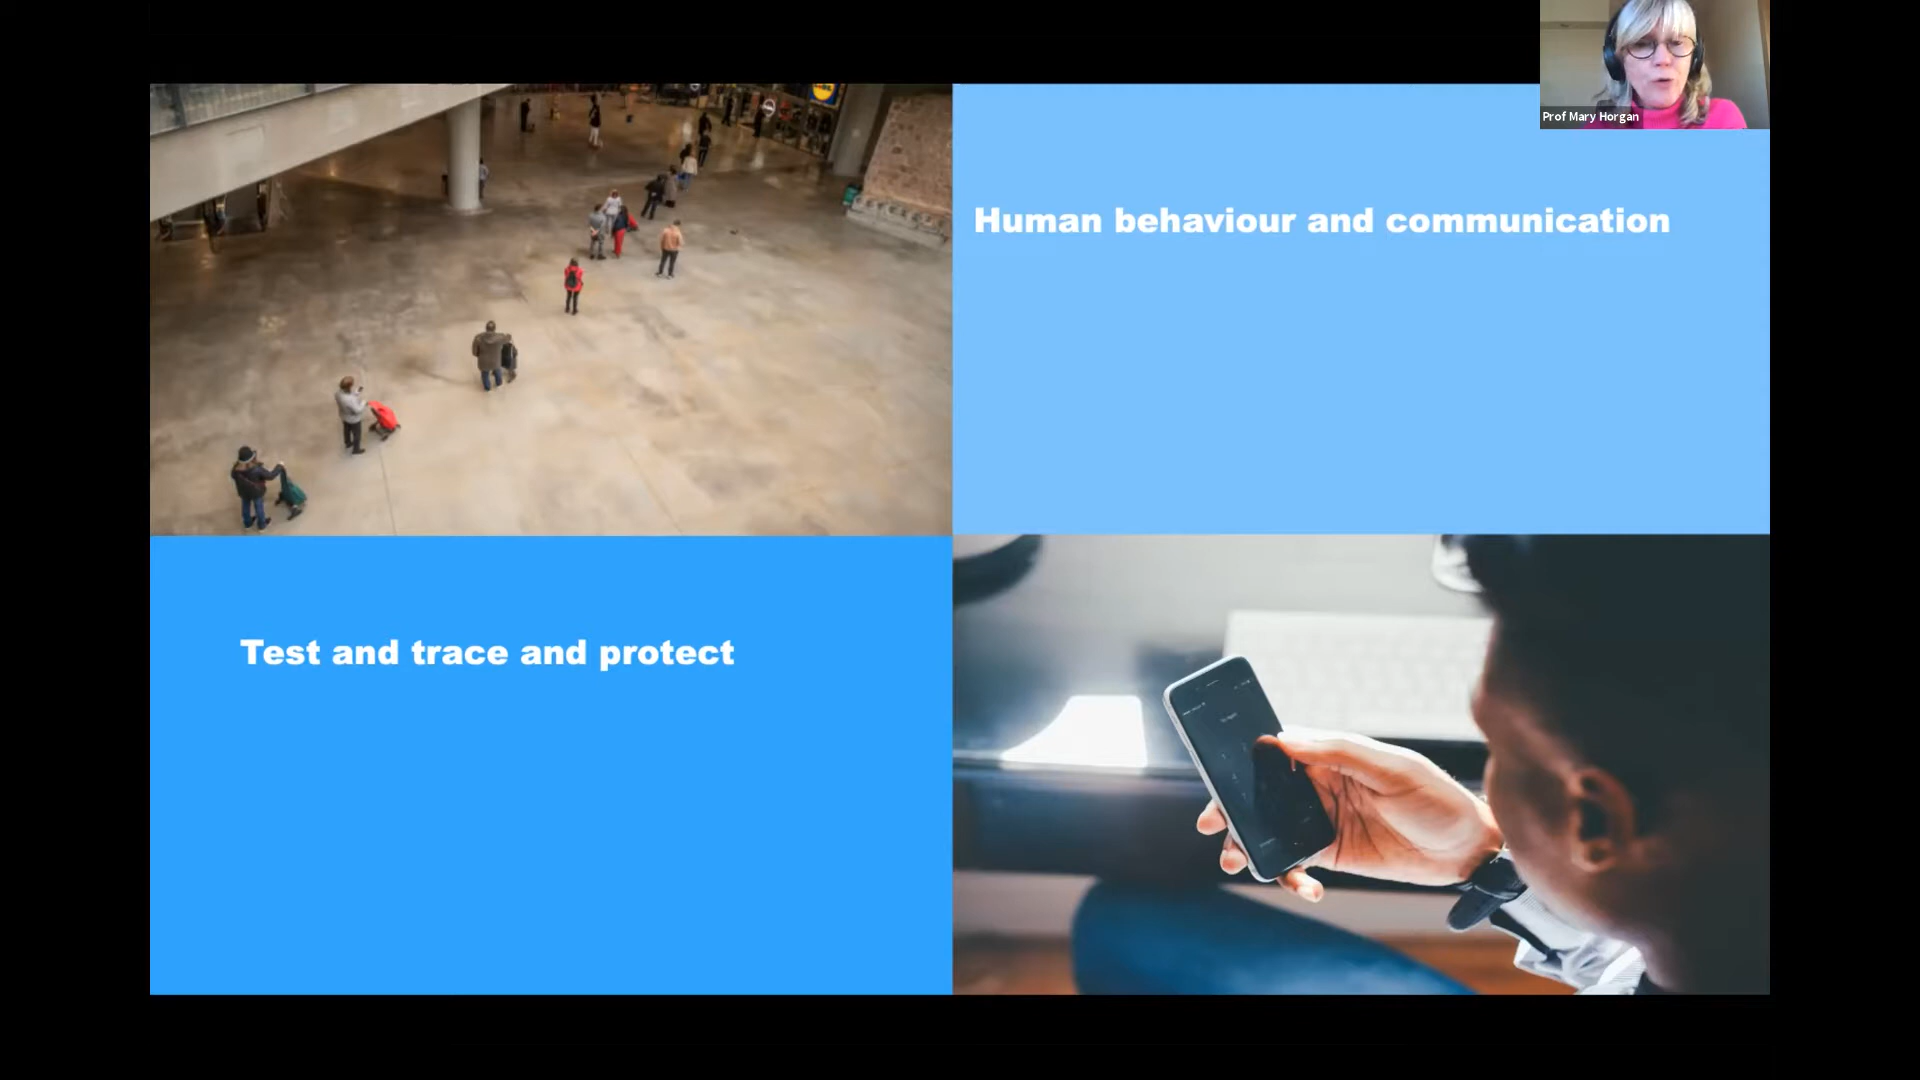 Prof Mary Horgan
Human behaviour and communication
Test and trace and protect